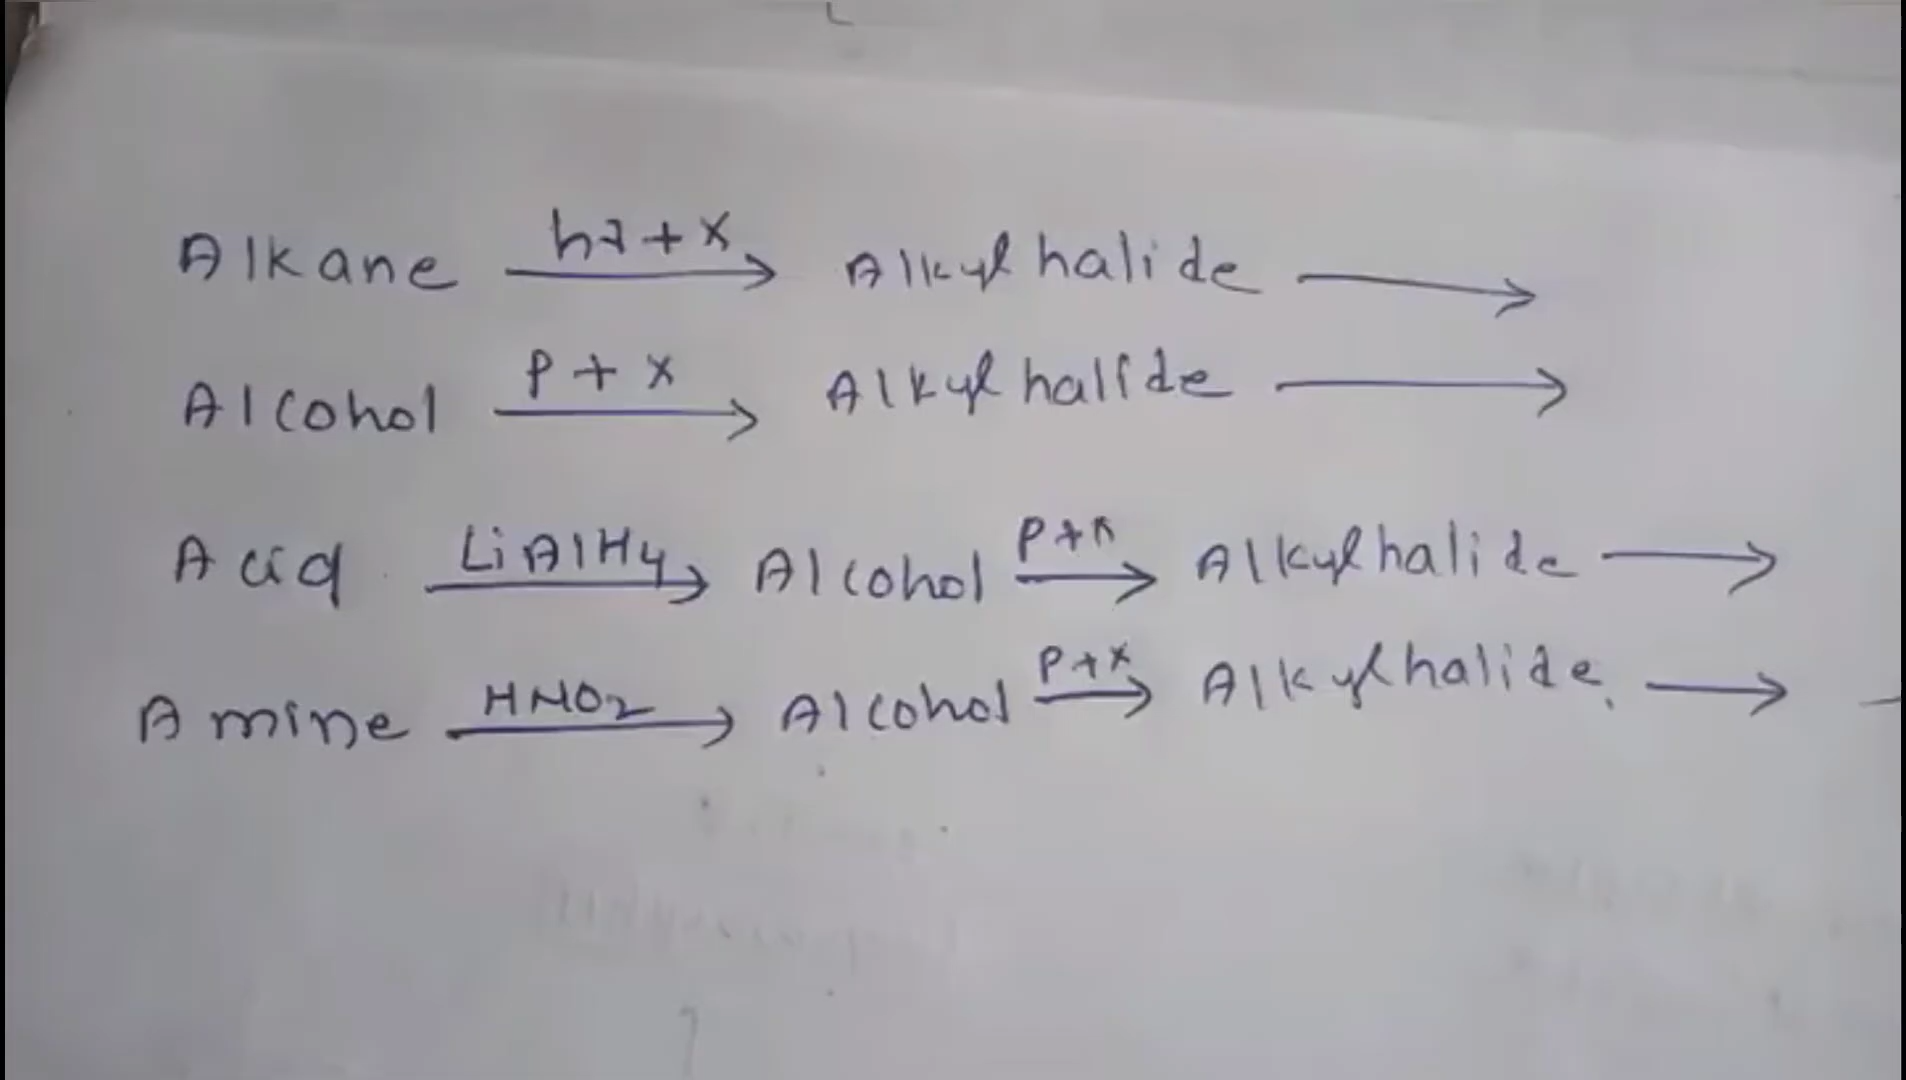 Alkane hν+X → Alkyl halide →
Alcohol P+X → Alkyl halide →
Acid LiAlH4 → Alcohol P+X → Alkyl halide →
Amine HNO2 → Alcohol P+X → Alkyl halide →